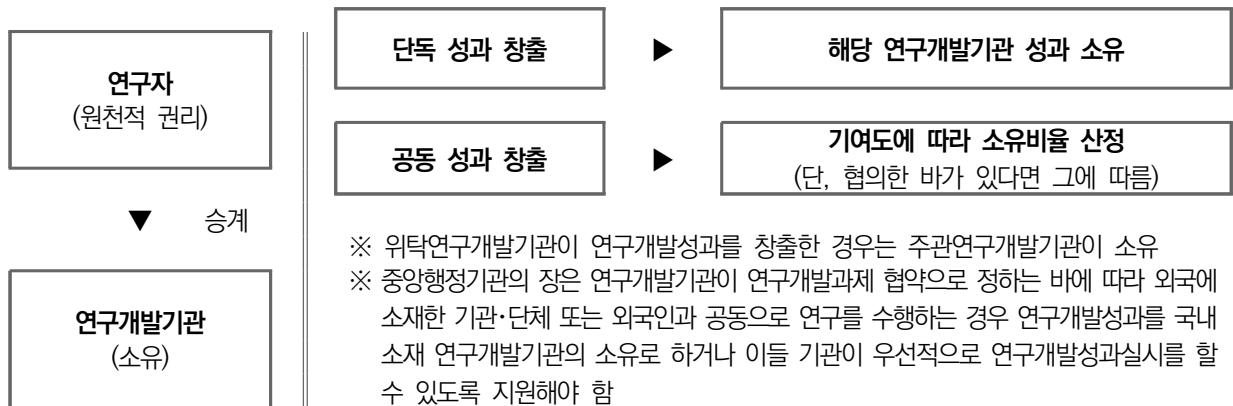 연구자
(원천적 권리)
▼ 승계
연구개발기관
(소유)
단독 성과 창출 ▶ 해당 연구개발기관 성과 소유
공동 성과 창출 ▶ 기여도에 따라 소유비율 산정
(단, 협의한 바가 있다면 그에 따름)
※ 위탁연구개발기관이 연구개발성과를 창출한 경우는 주관연구개발기관이 소유
※ 중앙행정기관의 장은 연구개발기관이 연구개발과제 협약으로 정하는 바에 따라 외국에
소재한 기관·단체 또는 외국인과 공동으로 연구를 수행하는 경우 연구개발성과를 국내
소재 연구개발기관의 소유로 하거나 이들 기관이 우선적으로 연구개발성과실시를 할
수 있도록 지원해야 함